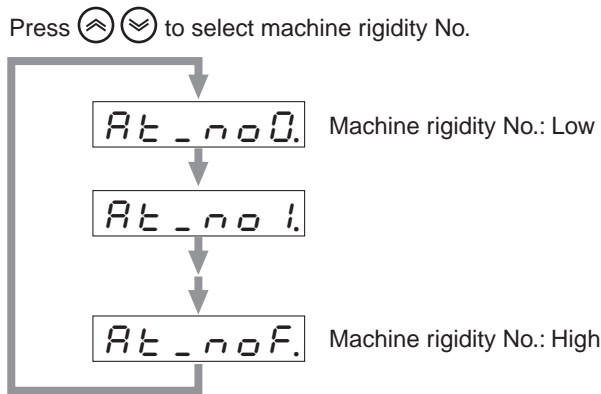 Press to select machine rigidity No.
At_no0.
Machine rigidity No.: Low
At_no1.
At_noF.
Machine rigidity No.: High